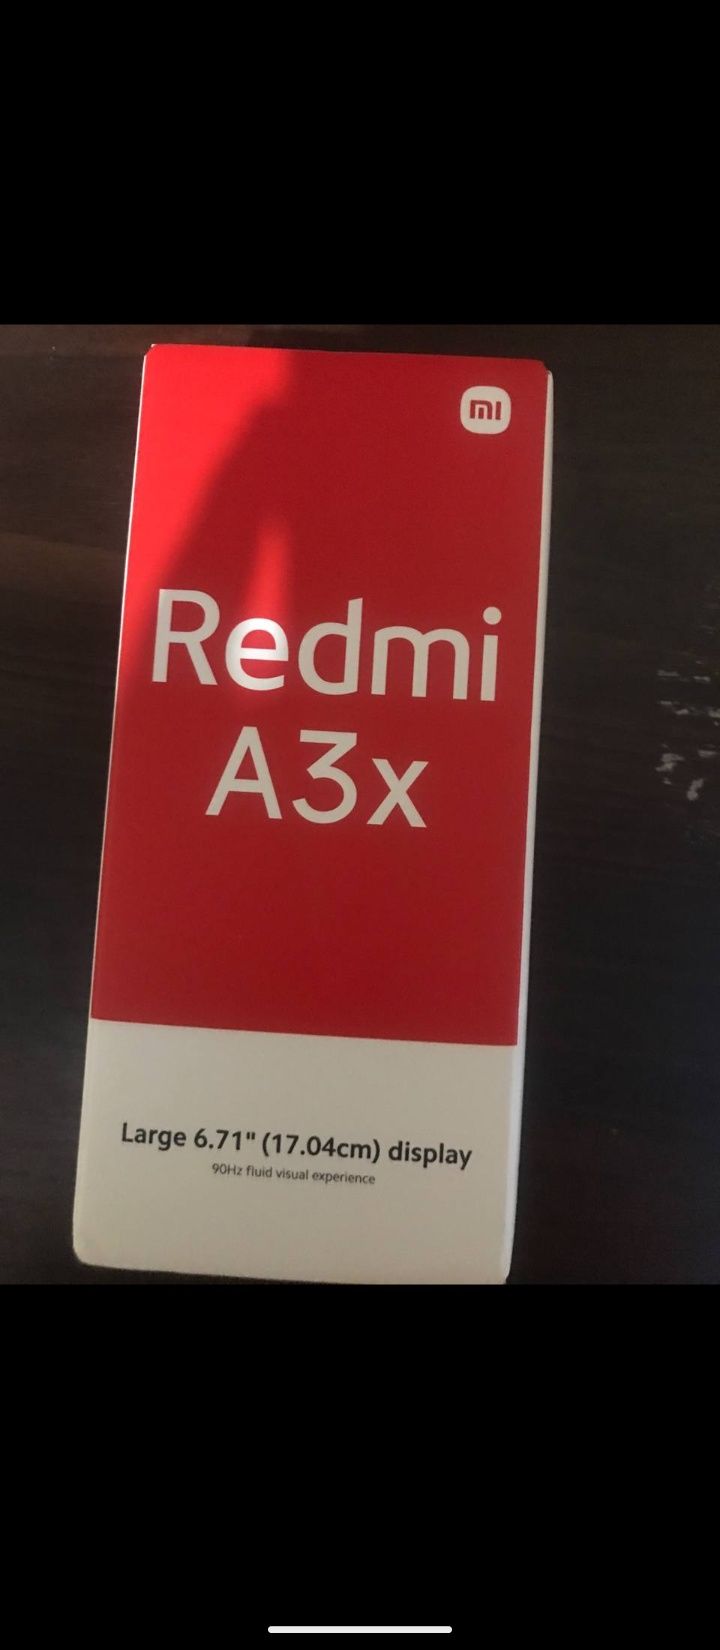 mi
Redmi
A3x
Large 6.71" (17.04cm) display
90Hz fluid visual experience